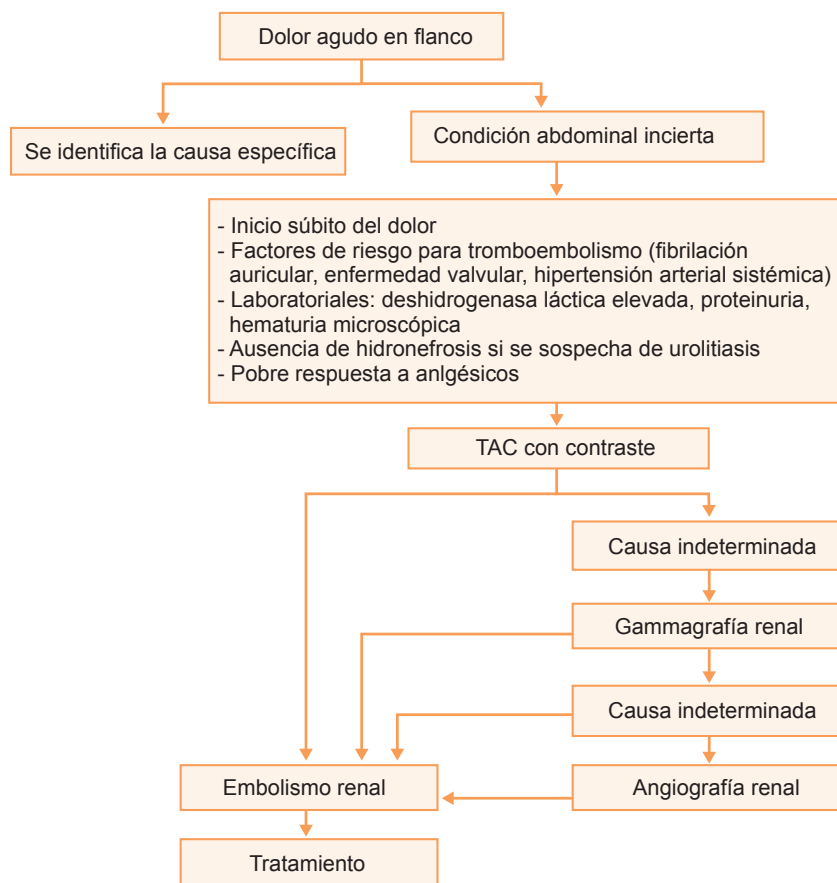 Dolor agudo en flanco
Se identifica la causa específica
Condición abdominal incierta
- Inicio súbito del dolor
- Factores de riesgo para tromboembolismo (fibrilación
auricular, enfermedad valvular, hipertensión arterial sistémica)
- Laboratoriales: deshidrogenasa láctica elevada, proteinuria,
hematuria microscópica
- Ausencia de hidronefrosis si se sospecha de urolitiasis
- Pobre respuesta a anlgésicos
TAC con contraste
Causa indeterminada
Gammagrafía renal
Causa indeterminada
Embolismo renal
Angiografía renal
Tratamiento